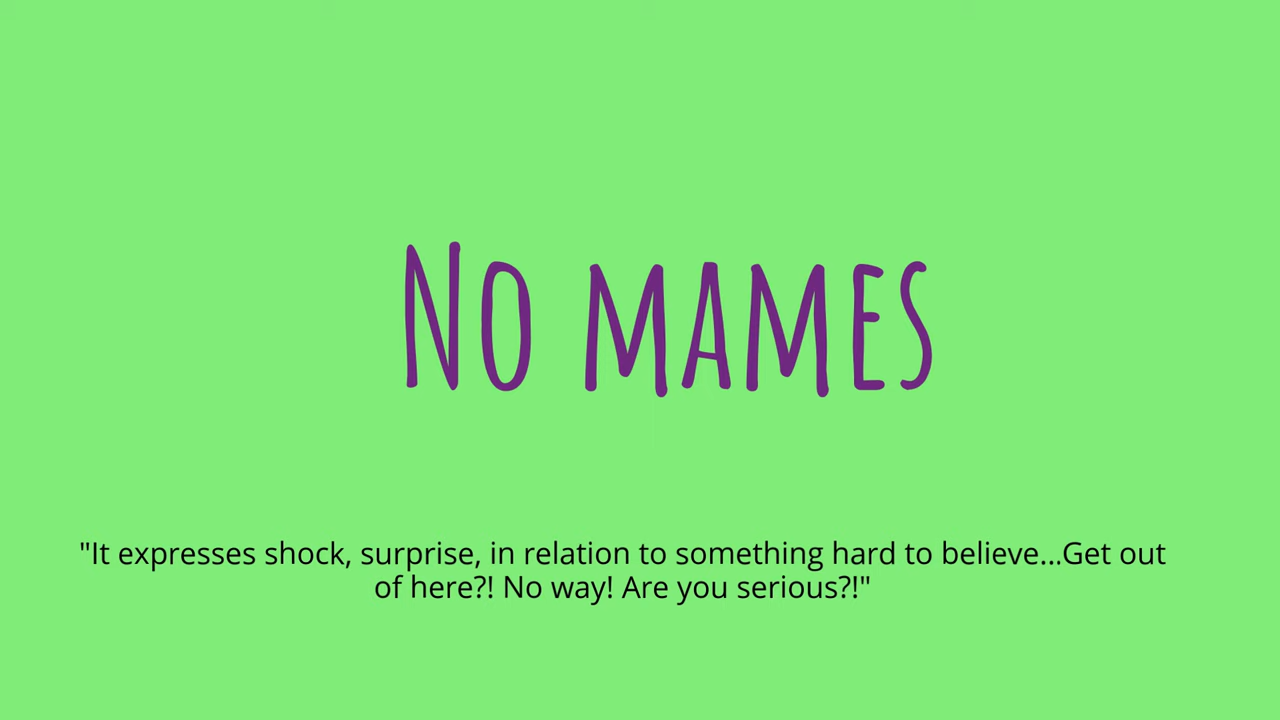 No mames
"It expresses shock, surprise, in relation to something hard to believe...Get out
of here?! No way! Are you serious?!"